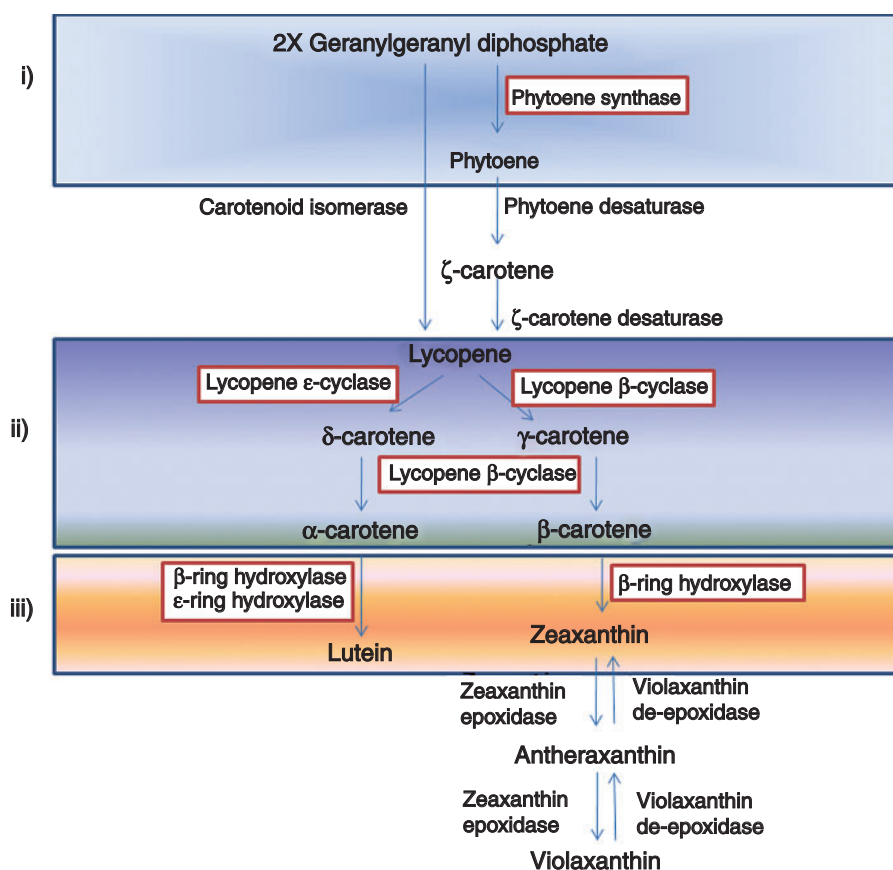 2X Geranylgeranyl diphosphate
i)
Phytoene synthase
Phytoene
Carotenoid isomerase
Phytoene desaturase
ζ-carotene
ζ-carotene desaturase
Lycopene
Lycopene ε-cyclase
Lycopene β-cyclase
ii)
δ-carotene
γ-carotene
Lycopene β-cyclase
α-carotene
β-carotene
iii)
β-ring hydroxylase
ε-ring hydroxylase
β-ring hydroxylase
Lutein
Zeaxanthin
Zeaxanthin
epoxidase
Violaxanthin
de-epoxidase
Antheraxanthin
Zeaxanthin
epoxidase
Violaxanthin
de-epoxidase
Violaxanthin